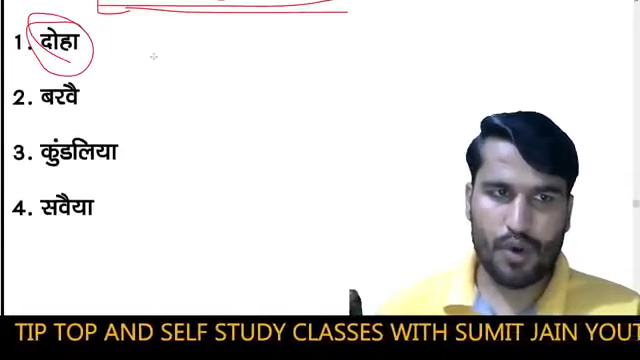 1. दोहा
2. बरवै
3. कुंडलिया
4. सवैया
TIP TOP AND SELF STUDY CLASSES WITH SUMIT JAIN YOUT